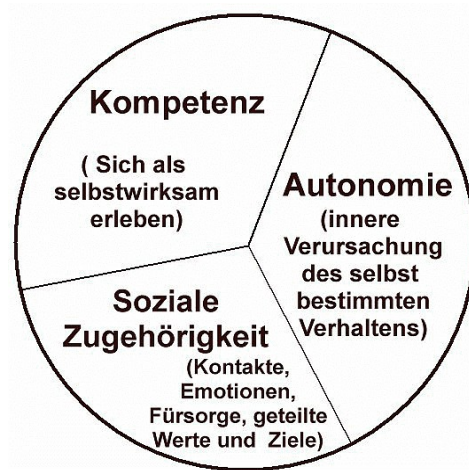 Kompetenz
( Sich als
selbstwirksam
erleben)
Autonomie
(innere
Verursachung
des selbst
bestimmten
Verhaltens)
Soziale
Zugehörigkeit
(Kontakte,
Emotionen,
Fürsorge, geteilte
Werte und Ziele)